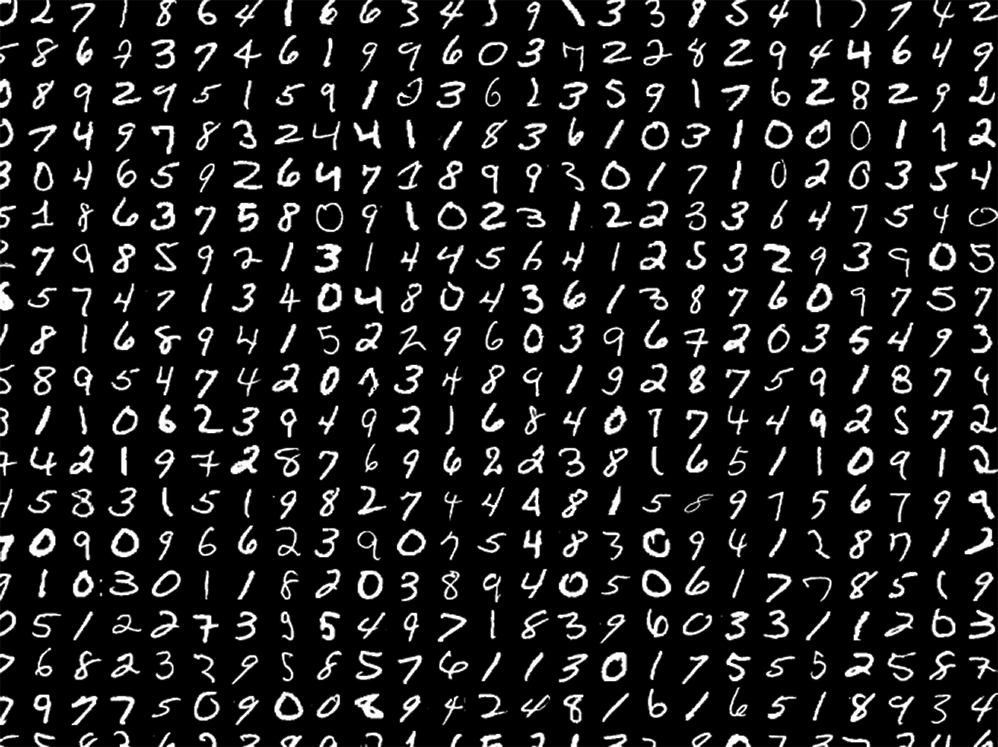 2 7 1 8 6 4 1 6 6 3 4 5 9 1 3 3 8 5 4 1 7 7 4 2
8 6 7 3 7 4 6 1 9 9 6 0 3 7 2 2 8 2 9 4 4 6 4 9
0 8 9 2 9 5 1 5 9 1 2 3 6 1 3 5 9 1 7 6 2 8 2 9 2
0 7 4 9 7 8 3 2 4 4 1 1 8 3 6 1 0 3 1 0 0 0 1 1 2
3 0 4 6 5 9 2 6 4 7 1 8 9 9 3 0 1 7 1 0 2 0 3 5 4
5 1 8 6 3 7 5 8 0 9 1 0 2 3 1 2 2 3 3 6 4 7 5 4 0
2 7 9 8 5 9 2 1 3 1 4 4 5 6 4 1 2 5 3 2 9 3 9 0 5
6 5 7 4 7 1 3 4 0 4 8 0 4 3 6 1 3 8 7 6 0 9 7 5 7
1 8 1 6 8 9 4 1 5 2 2 9 6 0 3 9 6 7 2 0 3 5 4 9 3
5 8 9 5 4 7 4 2 0 7 3 4 8 9 1 9 2 8 7 5 9 1 8 7 4
3 1 1 0 6 2 3 9 4 9 2 1 6 8 4 0 7 7 4 4 9 2 5 7 2
4 2 1 9 7 2 8 7 6 9 6 2 2 3 8 1 6 5 1 1 0 9 1 2
5 8 3 1 5 1 9 8 2 7 4 4 4 8 1 5 8 9 7 5 6 7 9 9
7 0 9 0 9 6 6 2 3 9 0 7 5 4 8 3 0 9 4 1 2 8 7 1 2
9 1 0 3 0 1 1 8 2 0 3 8 9 4 0 5 0 6 1 7 7 8 5 1 9
0 5 1 2 2 7 3 9 5 4 9 7 1 8 3 9 6 0 3 3 1 1 2 6 3
7 6 8 2 3 3 9 5 8 5 7 6 1 1 3 0 1 7 5 5 5 2 5 8 7
7 9 7 7 5 0 9 0 0 8 9 4 2 4 8 1 6 1 6 5 1 8 9 3 4